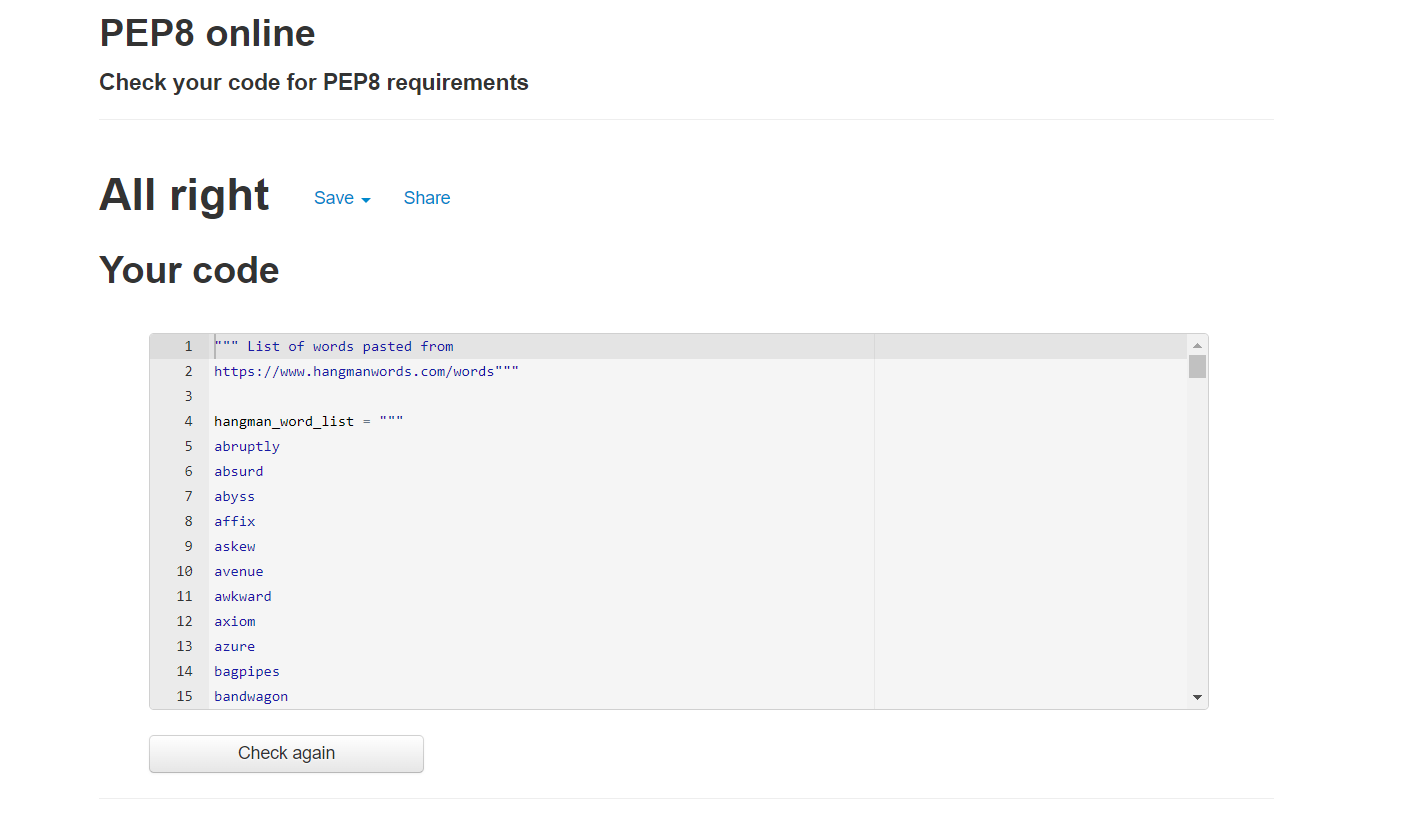 PEP8 online
Check your code for PEP8 requirements
All right Save Share
Your code
1 """ List of words pasted from
2 https://www.hangmanwords.com/words"""
3
4 hangman_word_list = """
5 abruptly
6 absurd
7 abyss
8 affix
9 askew
10 avenue
11 awkward
12 axiom
13 azure
14 bagpipes
15 bandwagon
Check again